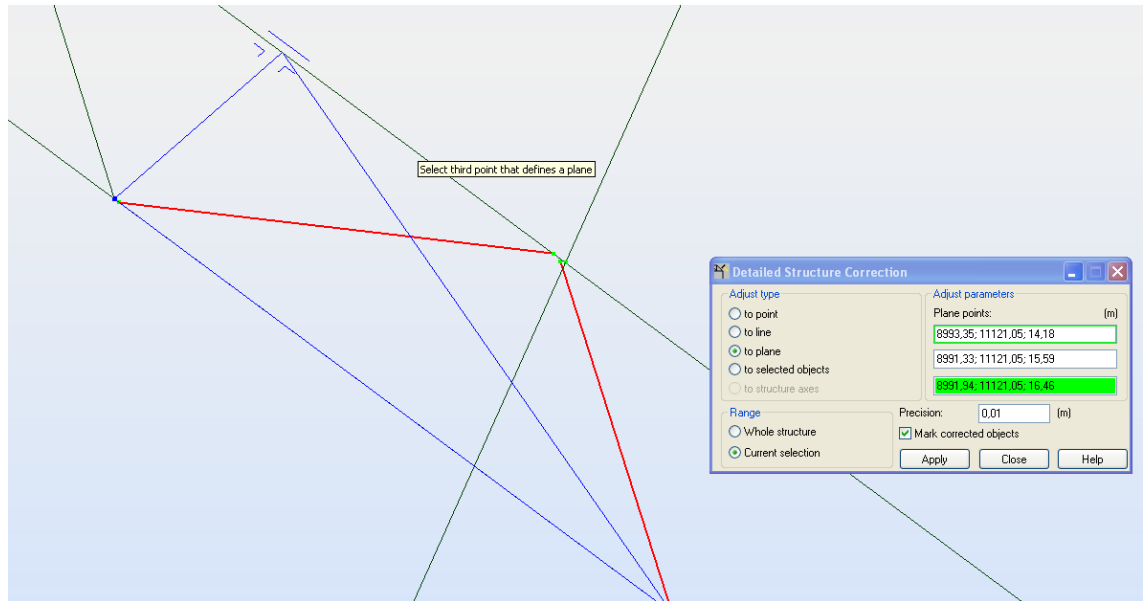 Select third point that defines a plane
Detailed Structure Correction
Adjust type
to point
to line
to plane
to selected objects
to structure axes
Adjust parameters
Plane points: (m)
8993,35; 11121,05; 14,18
8991,33; 11121,05; 15,59
8991,94; 11121,05; 16,46
Range
Whole structure
Current selection
Precision: 0,01 (m)
Mark corrected objects
Apply Close Help